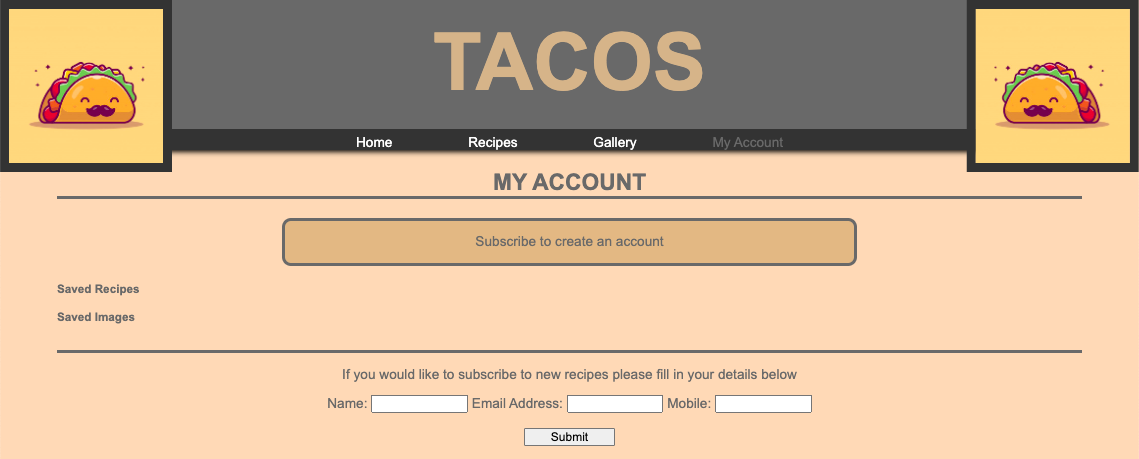 TACOS
Home Recipes Gallery My Account
MY ACCOUNT
Subscribe to create an account
Saved Recipes
Saved Images
If you would like to subscribe to new recipes please fill in your details below
Name: Email Address: Mobile:
Submit